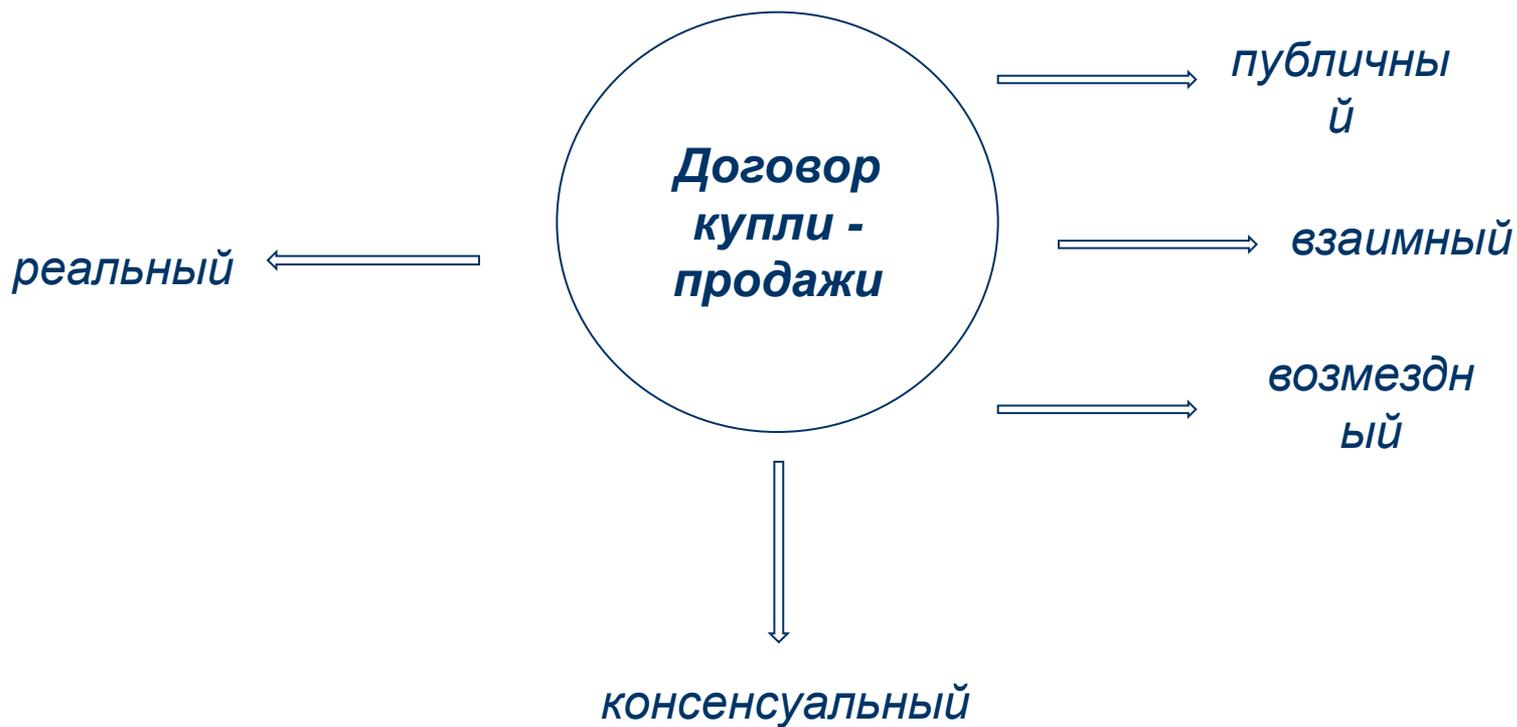 публичны
й
Договор
купли -
продажи
взаимный
реальный
возмездн
ый
консенсуальный